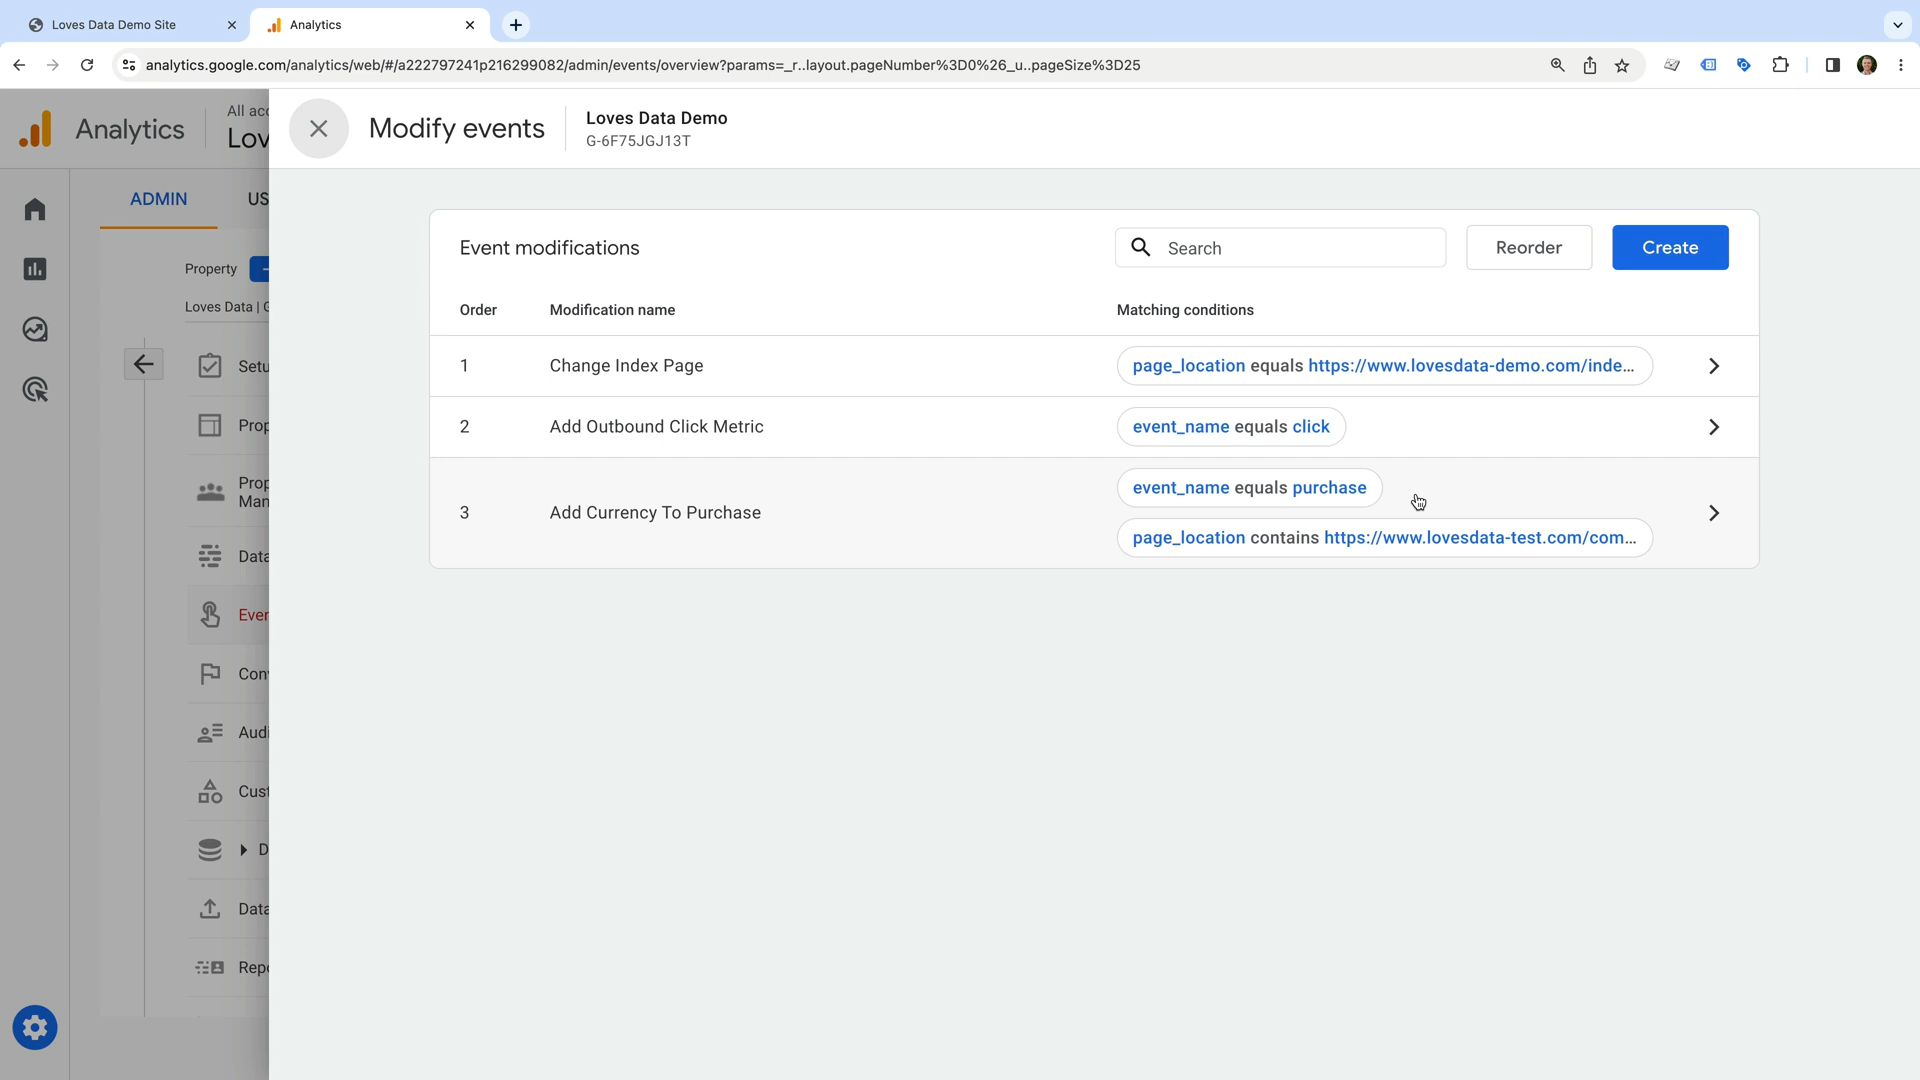 Loves Data Demo Site
Analytics
analytics.google.com/analytics/web/#/a222797241p216299082/admin/events/overview?params=_r..layout.pageNumber%3D0%26_u..pageSize%3D25
Analytics
All acc
Lov
Modify events
Loves Data Demo
G-6F75JGJ13T
ADMIN
US
Property
Loves Data | G
Setu
Prop
Prop
Man
Data
Even
Conv
Audi
Cust
D
Data
Repo
Event modifications
Search
Reorder
Create
Order
Modification name
Matching conditions
1
Change Index Page
page_location equals https://www.lovesdata-demo.com/inde...
2
Add Outbound Click Metric
event_name equals click
3
Add Currency To Purchase
event_name equals purchase
page_location contains https://www.lovesdata-test.com/com...